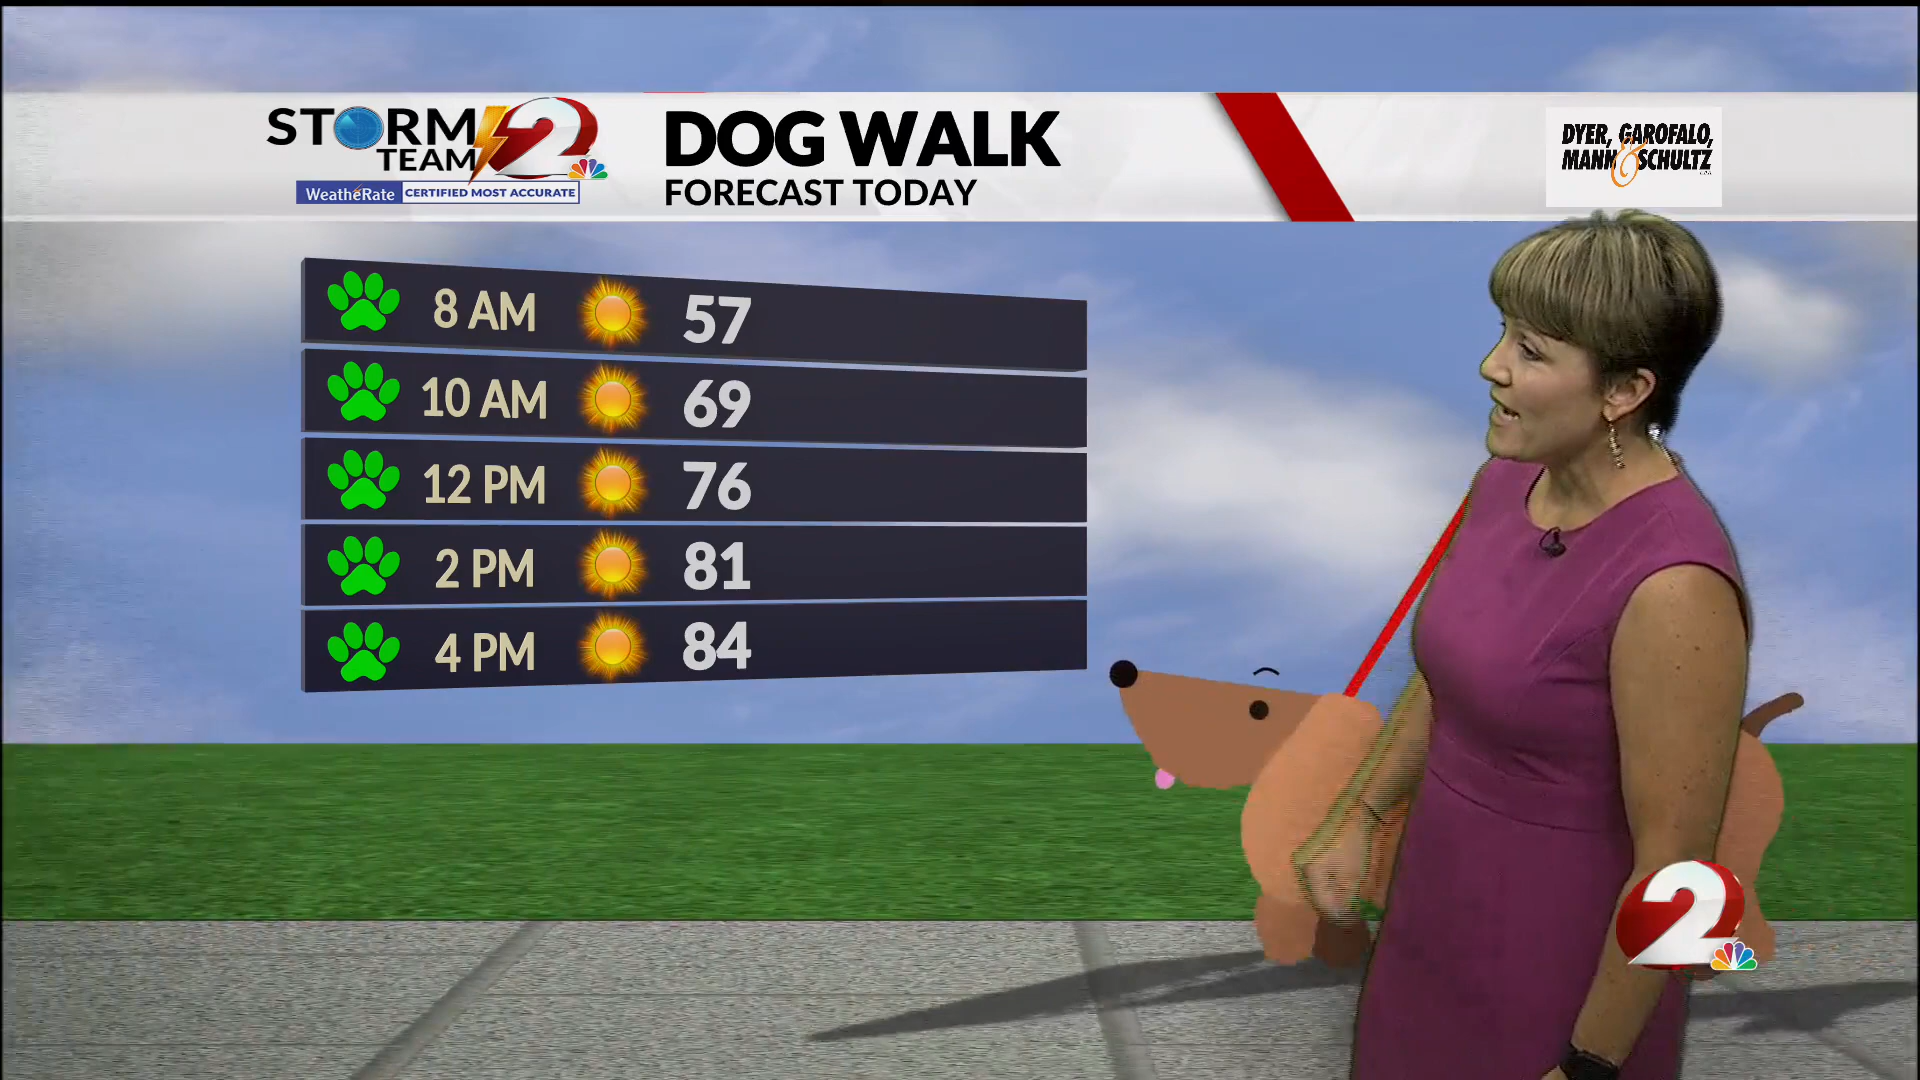 STORM
TEAM
2
WeatheRate CERTIFIED MOST ACCURATE
DOG WALK
FORECAST TODAY
DYER, GAROFALO,
MANN & SCHULTZ
8 AM 57
10 AM 69
12 PM 76
2 PM 81
4 PM 84
2